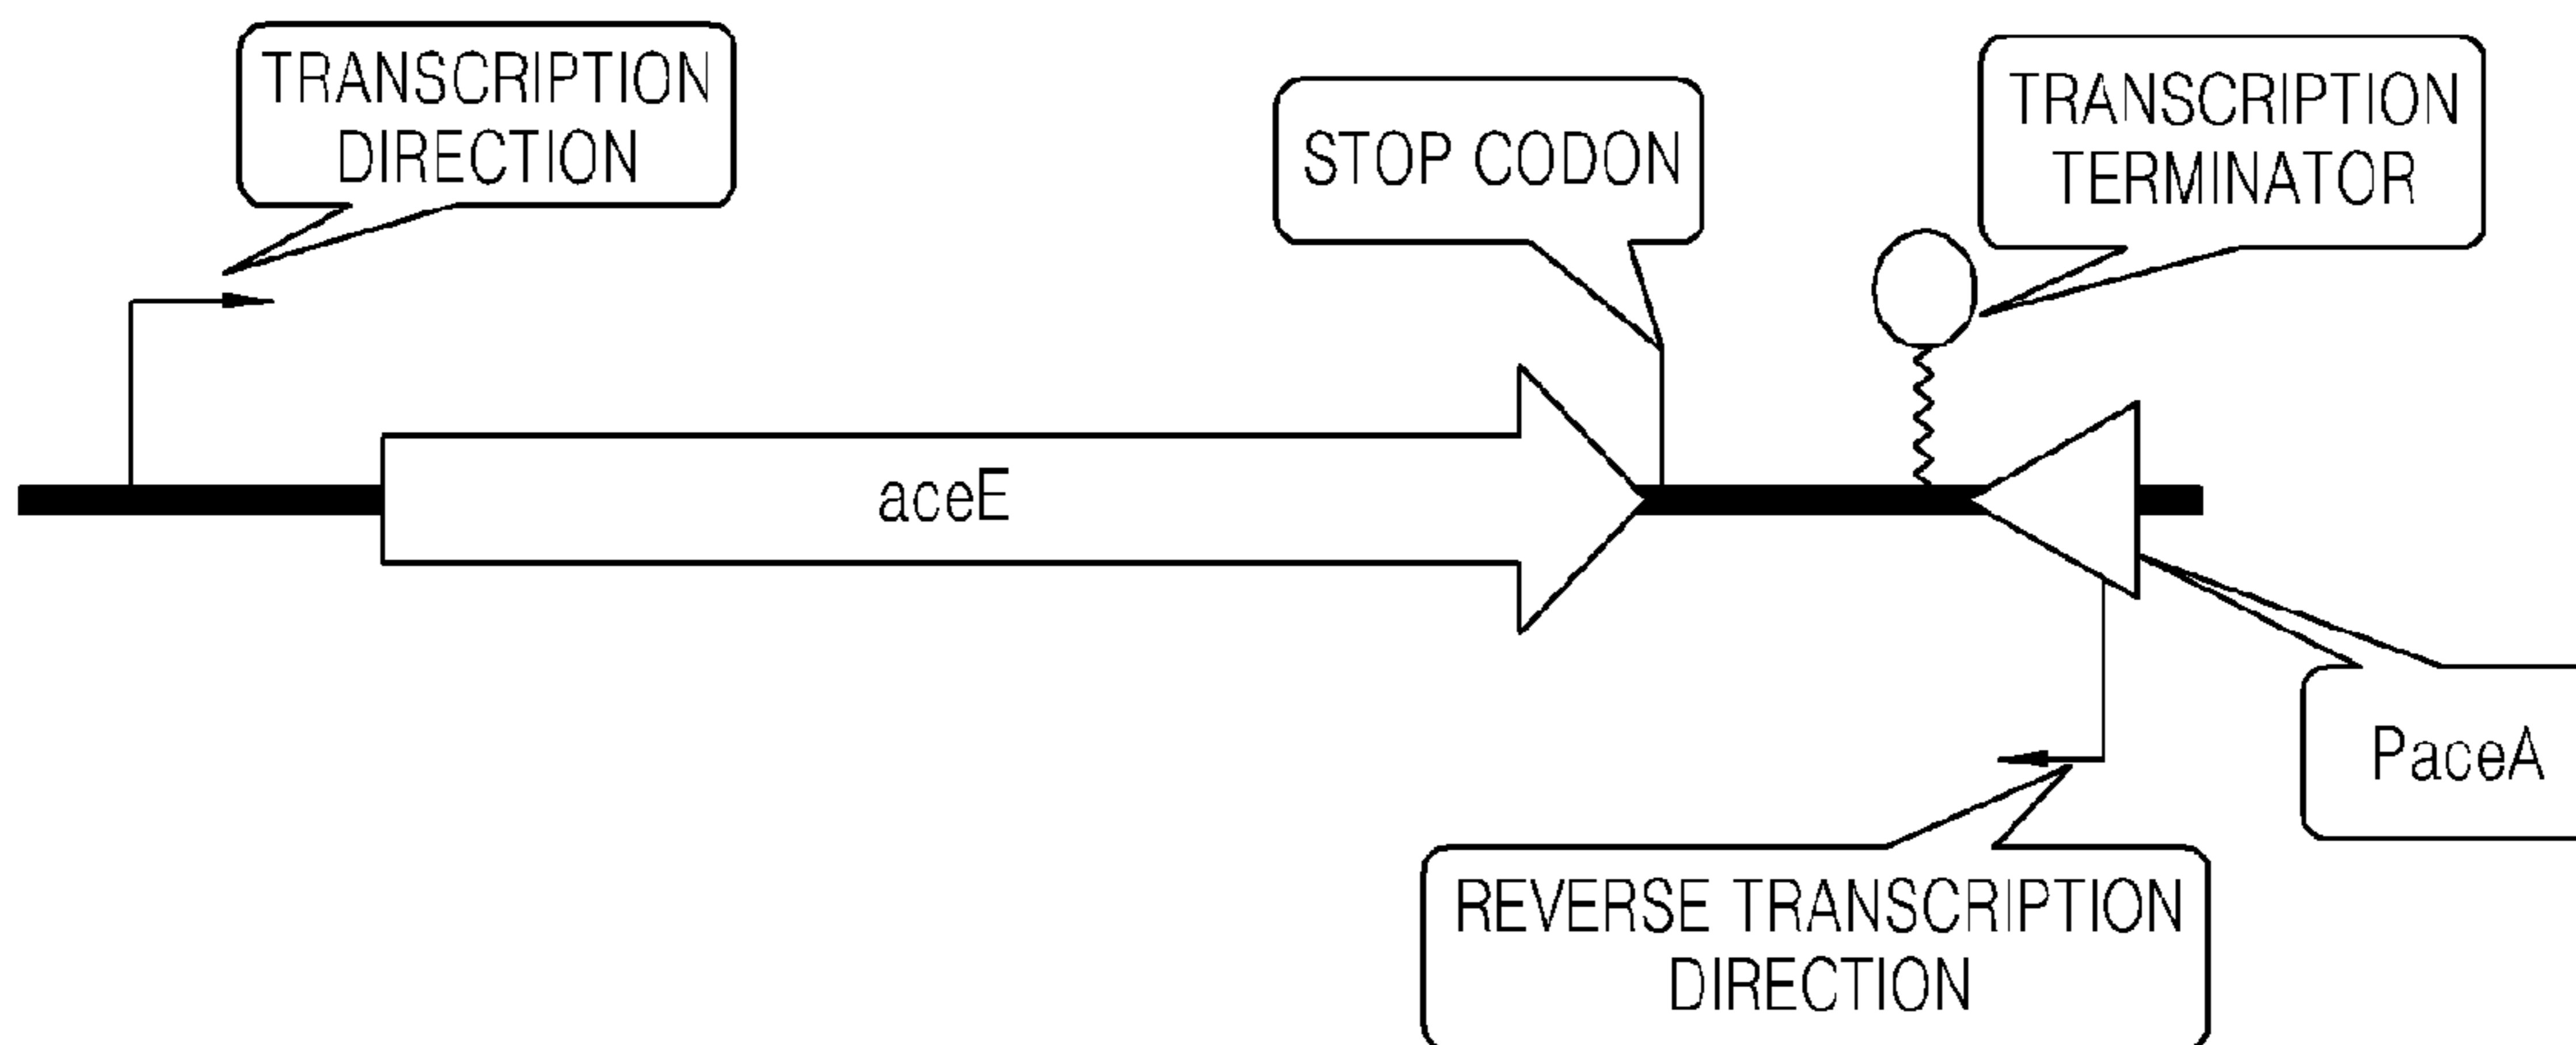 TRANSCRIPTION
DIRECTION
STOP CODON
TRANSCRIPTION
TERMINATOR
aceE
PaceA
REVERSE TRANSCRIPTION
DIRECTION